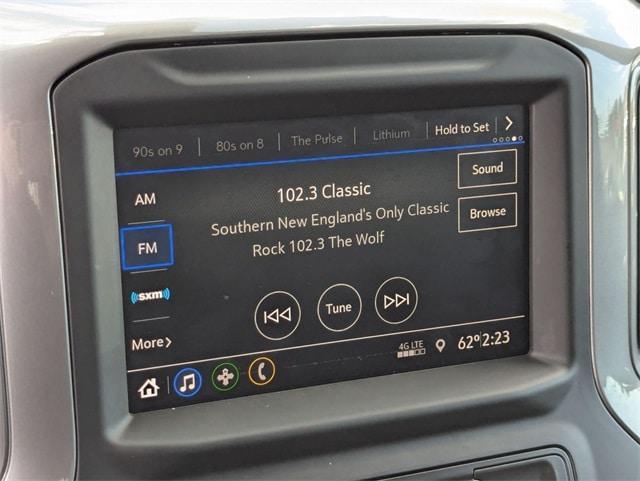 90s on 9
80s on 8
The Pulse
Lithium
Hold to Set
AM
102.3 Classic
Sound
Southern New England's Only Classic
Rock 102.3 The Wolf
Browse
FM
sxm
Tune
More
4G LTE
62° 2:23